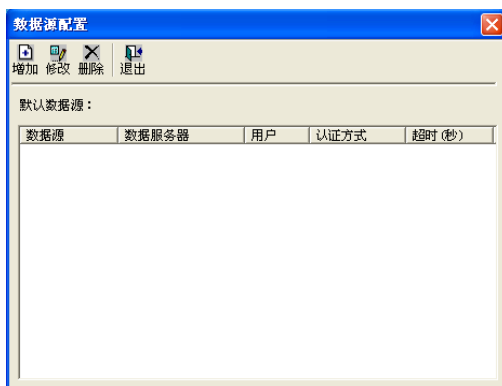 数据源配置
增加 修改 删除 退出
默认数据源：
数据源 数据服务器 用户 认证方式 超时(秒)